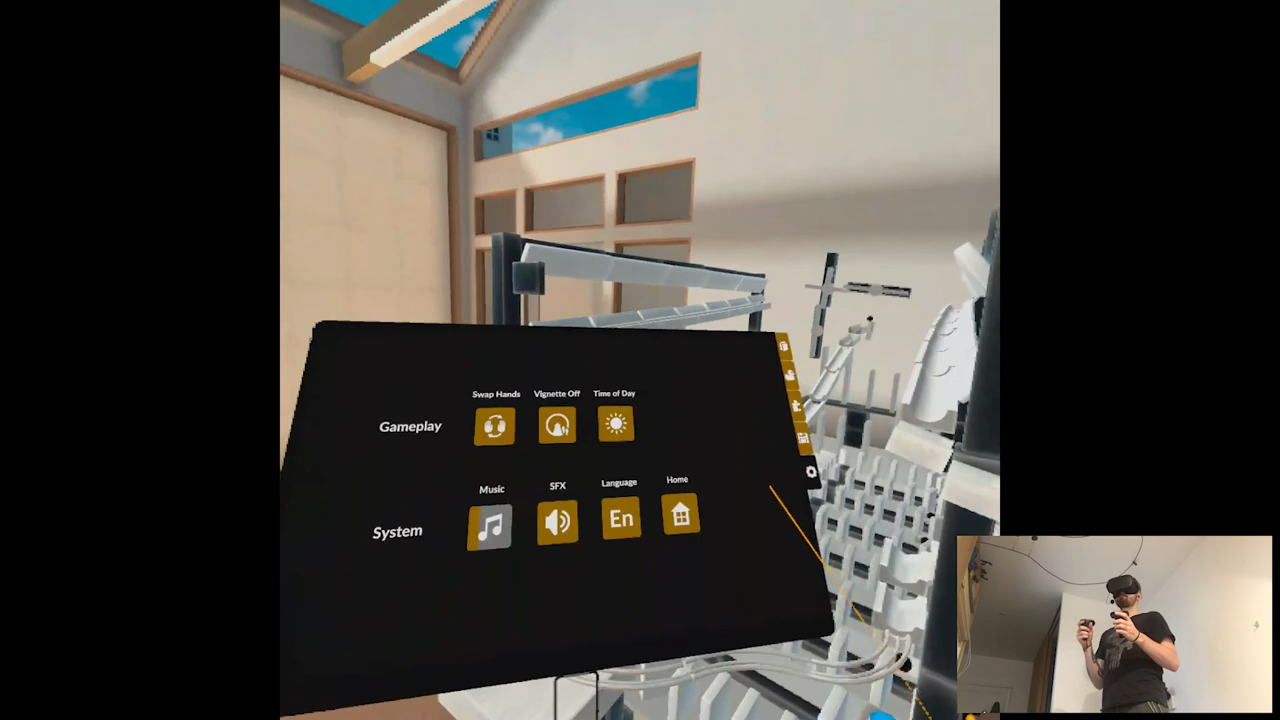 Swap Hands Vignette Off Time of Day
Gameplay
Music SFX Language Home
System
En